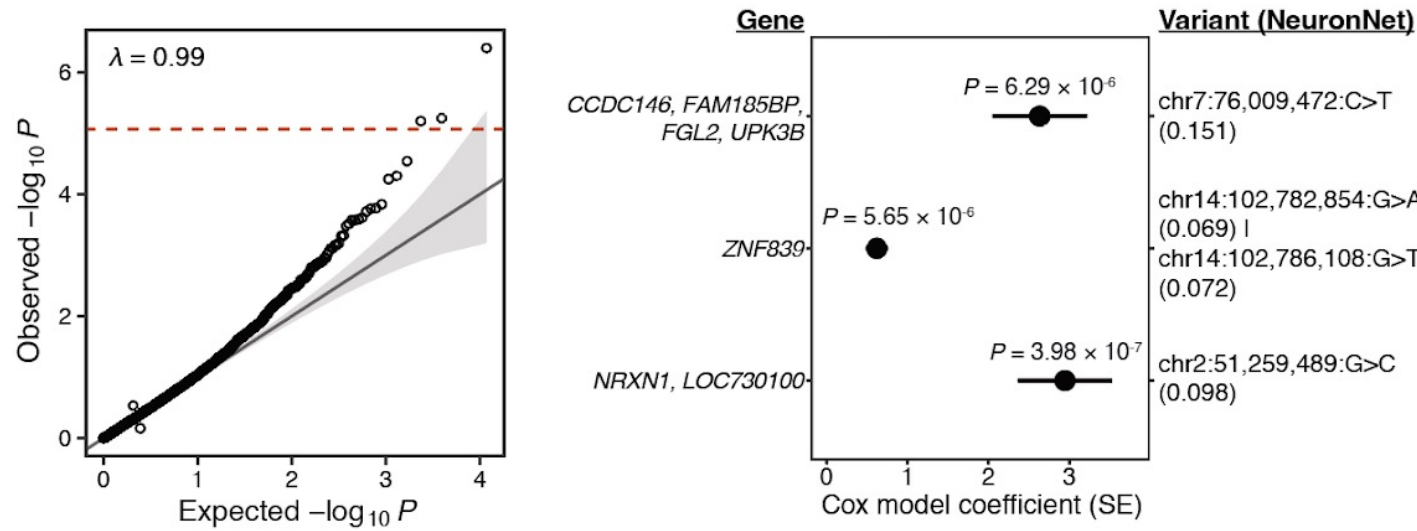 λ = 0.99
6
4
2
0
0 1 2 3 4
Observed −log10 P
Expected −log10 P
Gene
Variant (NeuronNet)
CCDC146, FAM185BP,
FGL2, UPK3B
P = 6.29 × 10-6
chr7:76,009,472:C>T
(0.151)
ZNF839
P = 5.65 × 10-6
chr14:102,782,854:G>A
(0.069) |
chr14:102,786,108:G>T
(0.072)
NRXN1, LOC730100
P = 3.98 × 10-7
chr2:51,259,489:G>C
(0.098)
0 1 2 3
Cox model coefficient (SE)